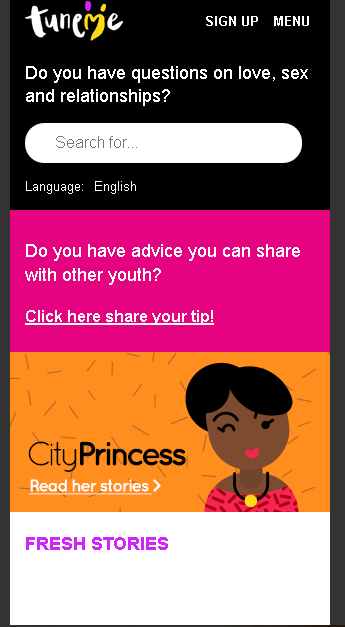 tuneme
SIGN UP MENU
Do you have questions on love, sex
and relationships?
Search for...
Language: English
Do you have advice you can share
with other youth?
Click here share your tip!
CityPrincess
Read her stories >
FRESH STORIES